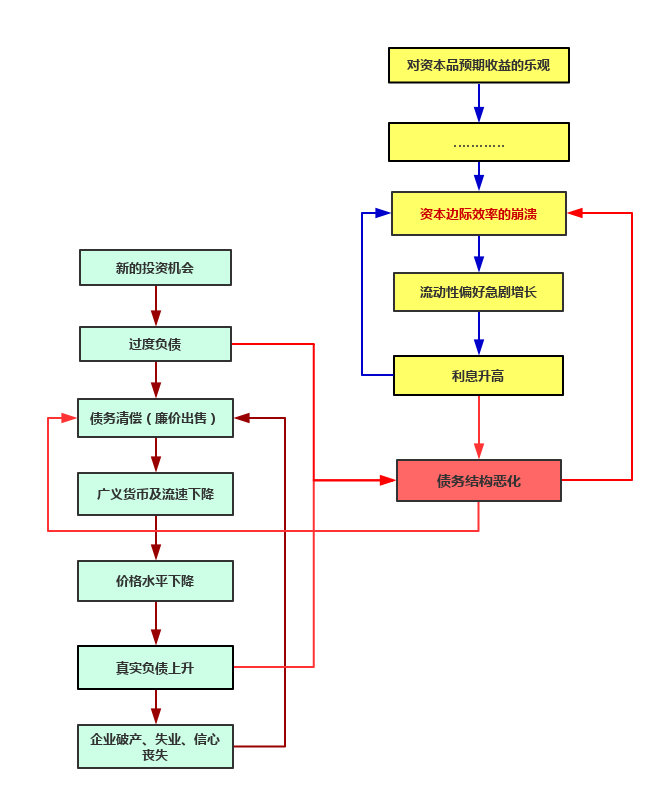 对资本品预期收益的乐观
…………
资本边际效率的崩溃
流动性偏好急剧增长
利息升高
债务结构恶化
新的投资机会
过度负债
债务清偿（廉价出售）
广义货币及流速下降
价格水平下降
真实负债上升
企业破产、失业、信心
丧失